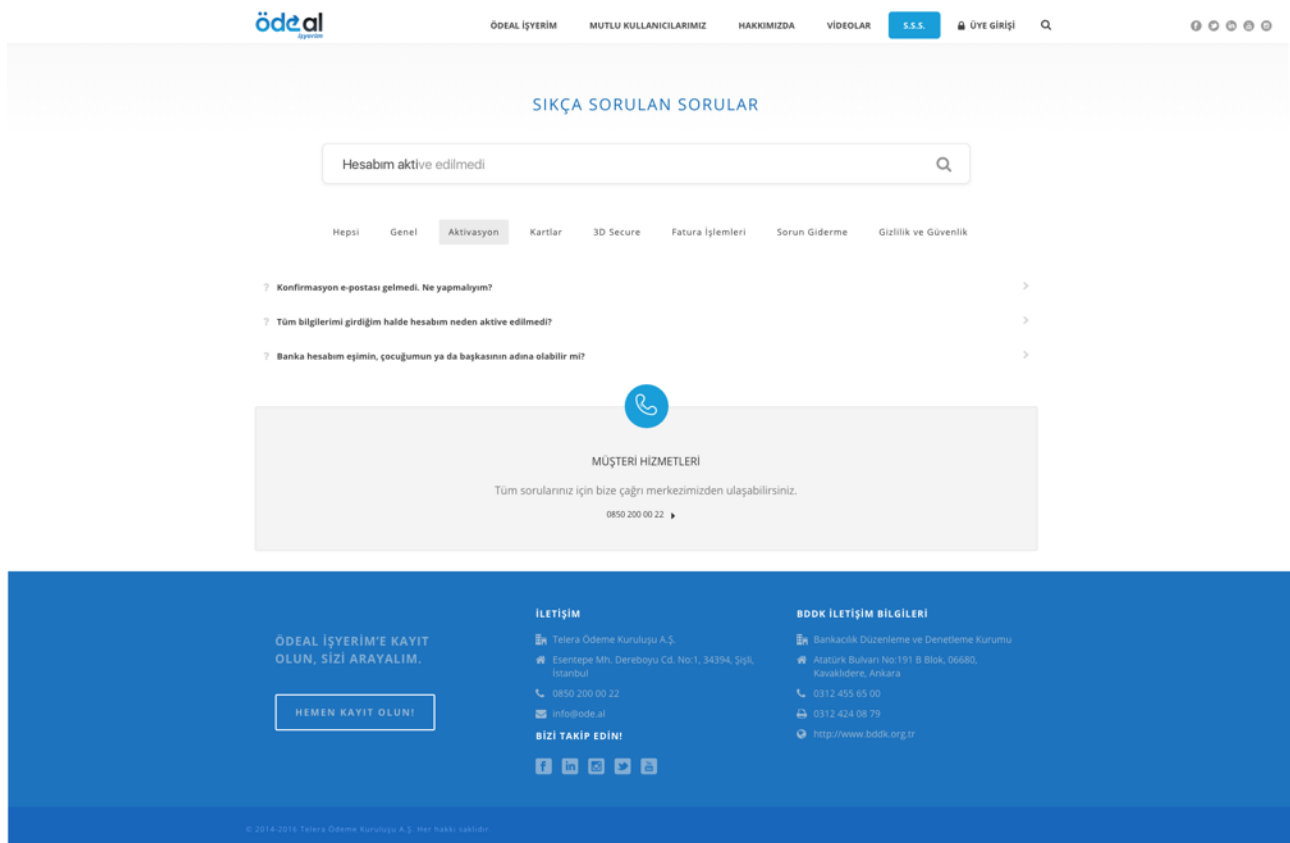 ödeal
işyerim
ÖDEAL İŞYERİM
MUTLU KULLANICILARIMIZ
HAKKIMIZDA
VİDEOLAR
S.S.S.
ÜYE GİRİŞİ
SIKÇA SORULAN SORULAR
Hesabım aktive edilmedi
Hepsi
Genel
Aktivasyon
Kartlar
3D Secure
Fatura İşlemleri
Sorun Giderme
Gizlilik ve Güvenlik
? Konfirmasyon e-postası gelmedi. Ne yapmalıyım?
? Tüm bilgilerimi girdiğim halde hesabım neden aktive edilmedi?
? Banka hesabım eşimin, çocuğumun ya da başkasının adına olabilir mi?
MÜŞTERİ HİZMETLERİ
Tüm sorularınız için bize çağrı merkezimizden ulaşabilirsiniz.
0850 200 00 22
ÖDEAL İŞYERİM'E KAYIT
OLUN, SİZİ ARAYALIM.
HEMEN KAYIT OLUN!
İLETİŞİM
Telera Ödeme Kuruluşu A.Ş.
Esentepe Mh. Dereboyu Cd. No:1, 34394, Şişli,
İstanbul
0850 200 00 22
info@ode.al
BİZİ TAKİP EDİN!
BDDK İLETİŞİM BİLGİLERİ
Bankacılık Düzenleme ve Denetleme Kurumu
Atatürk Bulvarı No:191 B Blok, 06680,
Kavaklıdere, Ankara
0312 455 65 00
0312 424 08 79
http://www.bddk.org.tr
© 2014-2016 Telera Ödeme Kuruluşu A.Ş. Her hakkı saklıdır.